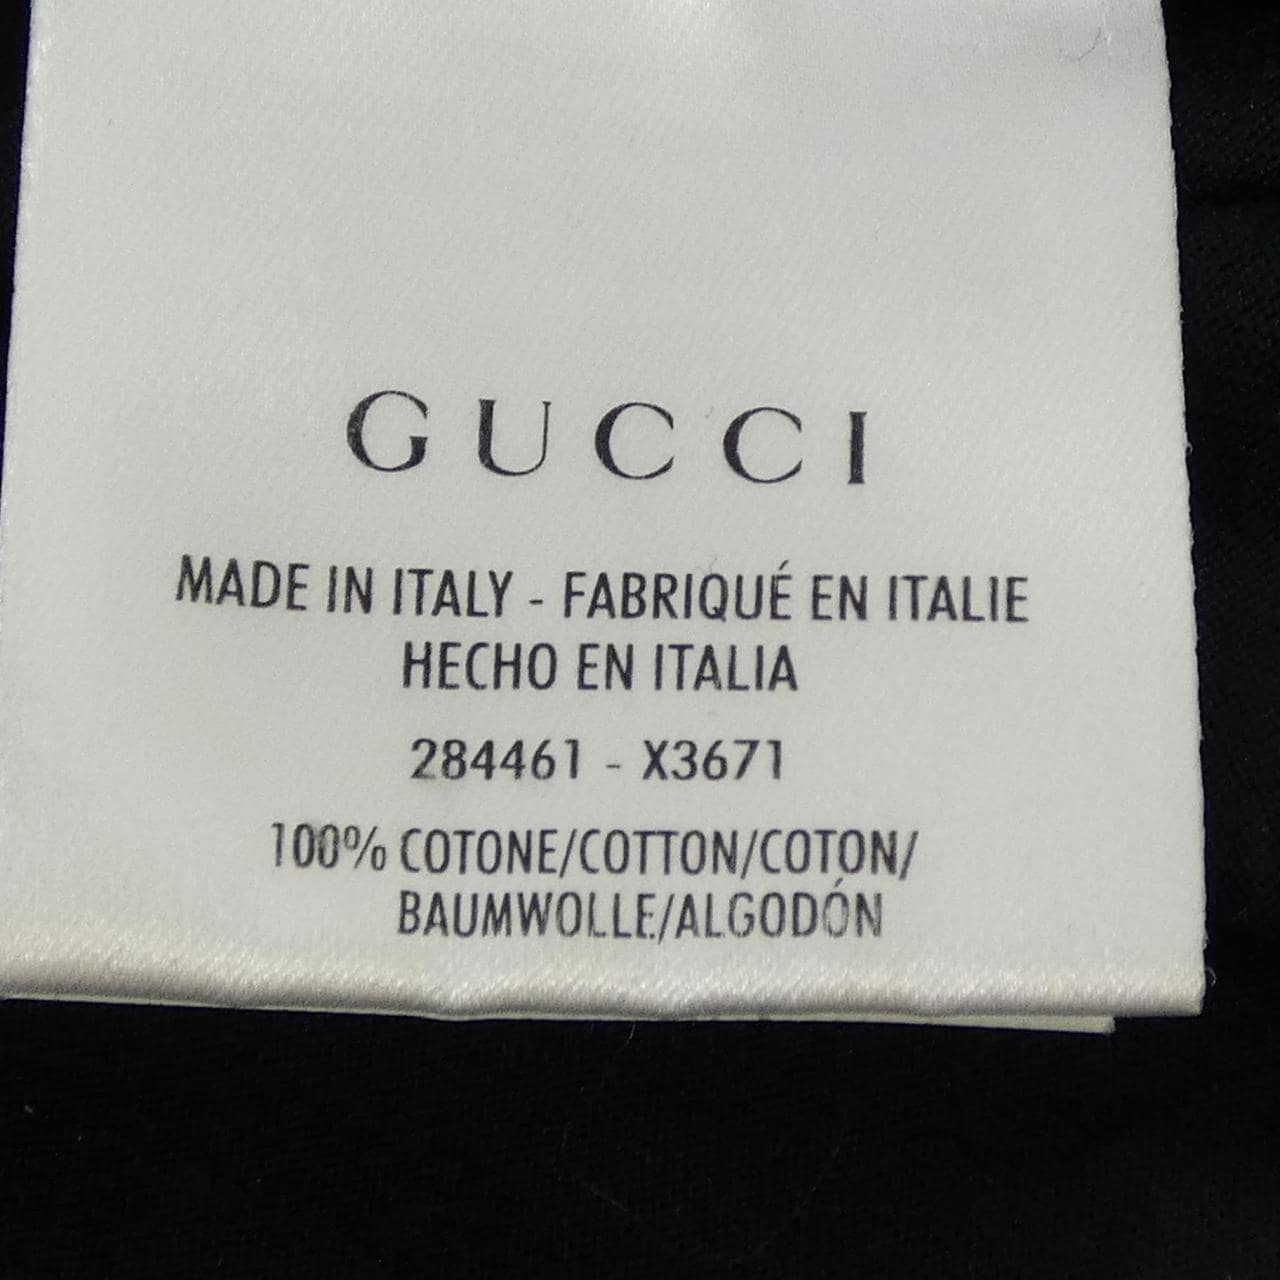 GUCCI
MADE IN ITALY - FABRIQUÉ EN ITALIE
HECHO EN ITALIA
284461 - X3671
100% COTONE/COTTON/COTON/
BAUMWOLLE/ALGODÓN